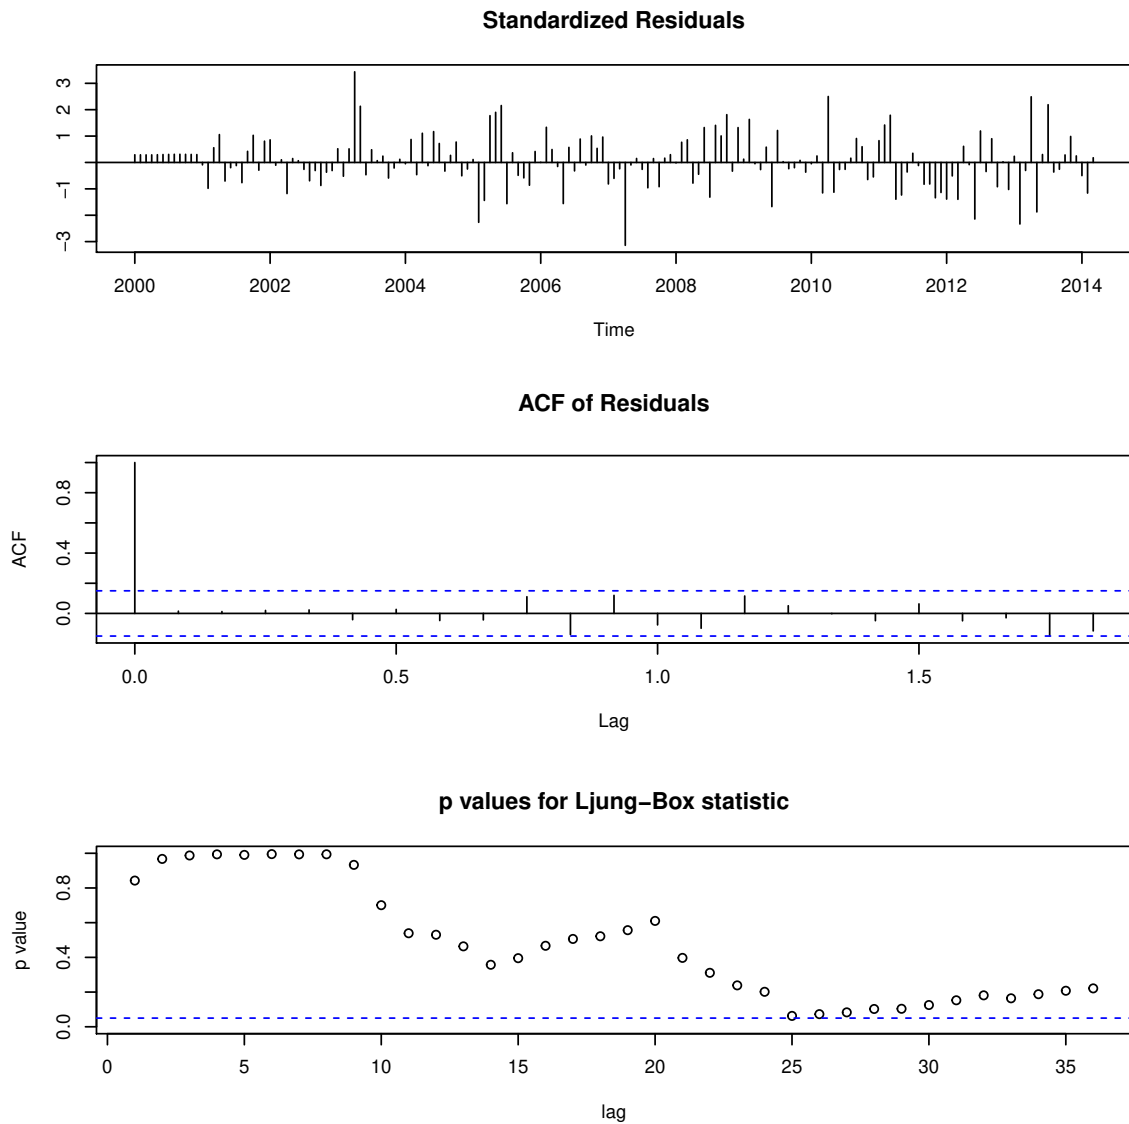 Standardized Residuals
3
2
1
−1
−3
2000 2002 2004 2006 2008 2010 2012 2014
Time
ACF of Residuals
ACF
0.8
0.4
0.0
0.0 0.5 1.0 1.5
Lag
p values for Ljung−Box statistic
p value
0.8
0.4
0.0
0 5 10 15 20 25 30 35
lag